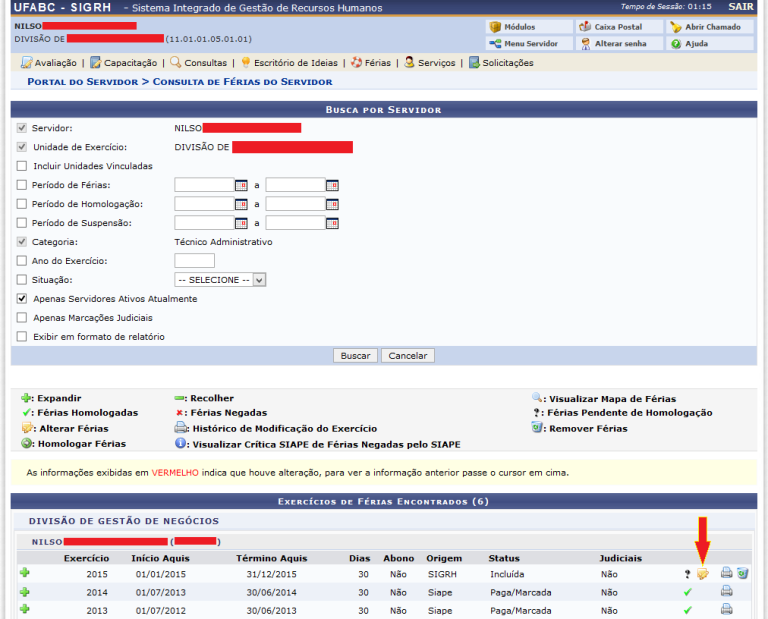 UFABC - SIGRH - Sistema Integrado de Gestão de Recursos Humanos Tempo de Sessão: 01:15 SAIR
NILSO
DIVISÃO DE (11.01.01.05.01.01)
Módulos Caixa Postal Abrir Chamado
Menu Servidor Alterar senha Ajuda
Avaliação | Capacitação | Consultas | Escritório de Ideias | Férias | Serviços | Solicitações
Portal do Servidor > Consulta de Férias do Servidor
Busca por Servidor
Servidor: NILSO
Unidade de Exercício: DIVISÃO DE
Incluir Unidades Vinculadas
Período de Férias: a
Período de Homologação: a
Período de Suspensão: a
Categoria: Técnico Administrativo
Ano do Exercício:
Situação: -- SELECIONE --
Apenas Servidores Ativos Atualmente
Apenas Marcações Judiciais
Exibir em formato de relatório
Buscar Cancelar
: Expandir : Recolher : Visualizar Mapa de Férias
: Férias Homologadas : Férias Negadas ?: Férias Pendente de Homologação
: Alterar Férias : Histórico de Modificação do Exercício : Remover Férias
: Homologar Férias : Visualizar Crítica SIAPE de Férias Negadas pelo SIAPE
As informações exibidas em VERMELHO indica que houve alteração, para ver a informação anterior passe o cursor em cima.
Exercícios de Férias Encontrados (6)
DIVISÃO DE GESTÃO DE NEGÓCIOS
NILSO ( )
Exercício Início Aquis Término Aquis Dias Abono Origem Status Judiciais
2015 01/01/2015 31/12/2015 30 Não SIGRH Incluída Não ?
2014 01/07/2013 30/06/2014 30 Não Siape Paga/Marcada Não
2013 01/07/2012 30/06/2013 30 Não Siape Paga/Marcada Não